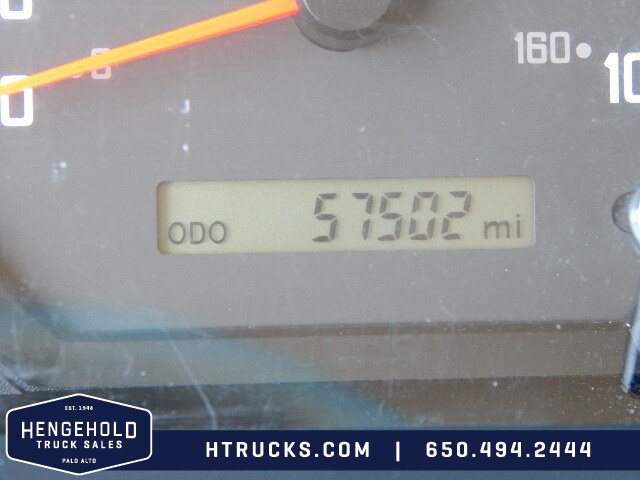 160
ODO 57502 mi
EST. 1948
HENGEHOLD
TRUCK SALES
PALO ALTO
HTRUCKS.COM | 650.494.2444